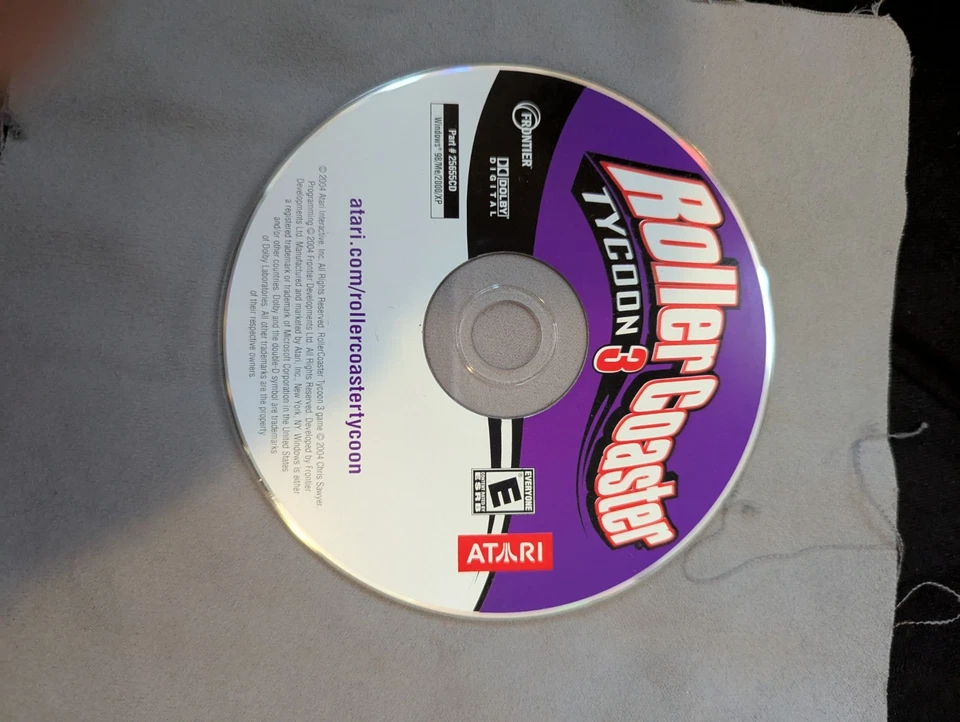 RollerCoaster®
TYCOON 3
FRONTIER
DOLBY
DIGITAL
Part # 25655CD
Windows® 98/Me/2000/XP
EVERYONE
E
ESRB
ATARI
atari.com/rollercoastertycoon
© 2004 Atari Interactive, Inc. All Rights Reserved. RollerCoaster Tycoon 3 game © 2004 Chris Sawyer.
Programming © 2004 Frontier Developments Ltd. All Rights Reserved. Developed by Frontier
Developments Ltd. Manufactured and marketed by Atari, Inc., New York, NY. Windows is either
a registered trademark or trademark of Microsoft Corporation in the United States
and/or other countries. Dolby and the double-D symbol are trademarks
of Dolby Laboratories. All other trademarks are the property
of their respective owners.